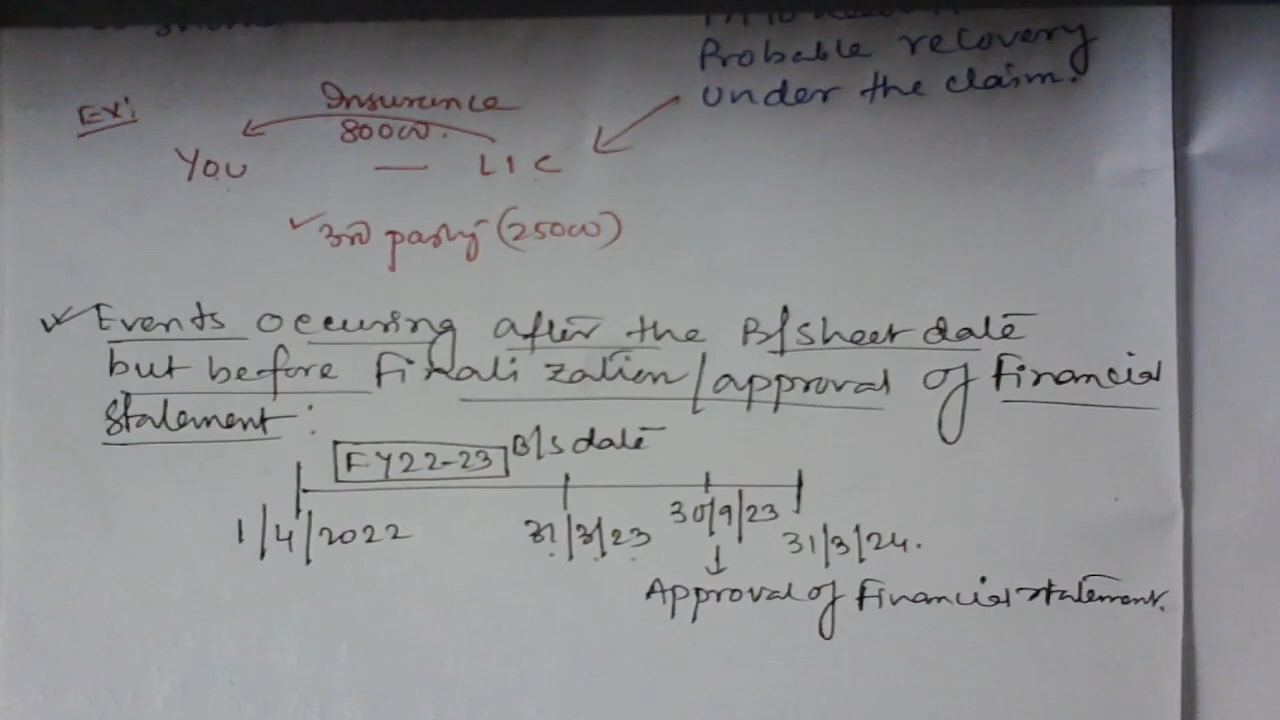 Probable recovery
under the claim.
Ex:
Insurance
80000.
You — LIC
✓ 3rd party (25000)
Events occuring after the B/Sheet date
but before Finalization/approval of financial
statement:
FY22-23 B/s date
1/4/2022 31/3/23 30/9/23 31/3/24.
Approval of financial statement.